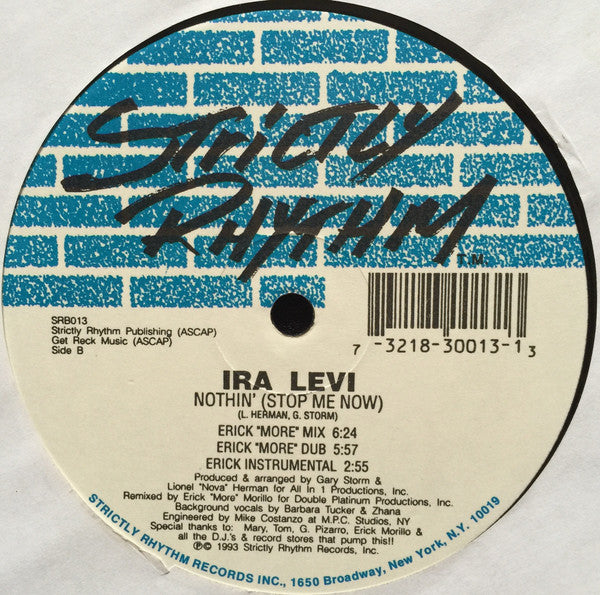 STRICTLY
RHYTHM
T.M.
SRB013
Strictly Rhythm Publishing (ASCAP)
Get Reck Music (ASCAP)
Side B
7 -3218-30013-1 3
IRA LEVI
NOTHIN' (STOP ME NOW)
(L. HERMAN, G. STORM)
ERICK "MORE" MIX 6:24
ERICK "MORE" DUB 5:57
ERICK INSTRUMENTAL 2:55
Produced & arranged by Gary Storm &
Lionel "Nova" Herman for All In 1 Productions, Inc.
Remixed by Erick "More" Morillo for Double Platinum Productions, Inc.
Background vocals by Barbara Tucker & Zhana
Engineered by Mike Costanzo at M.P.C. Studios, NY
Special thanks to: Mary, Tom, G. Pizarro, Erick Morillo &
all the D.J.'s & record stores that pump this!!
℗© 1993 Strictly Rhythm Records, Inc.
STRICTLY RHYTHM RECORDS INC., 1650 Broadway, New York, N.Y. 10019